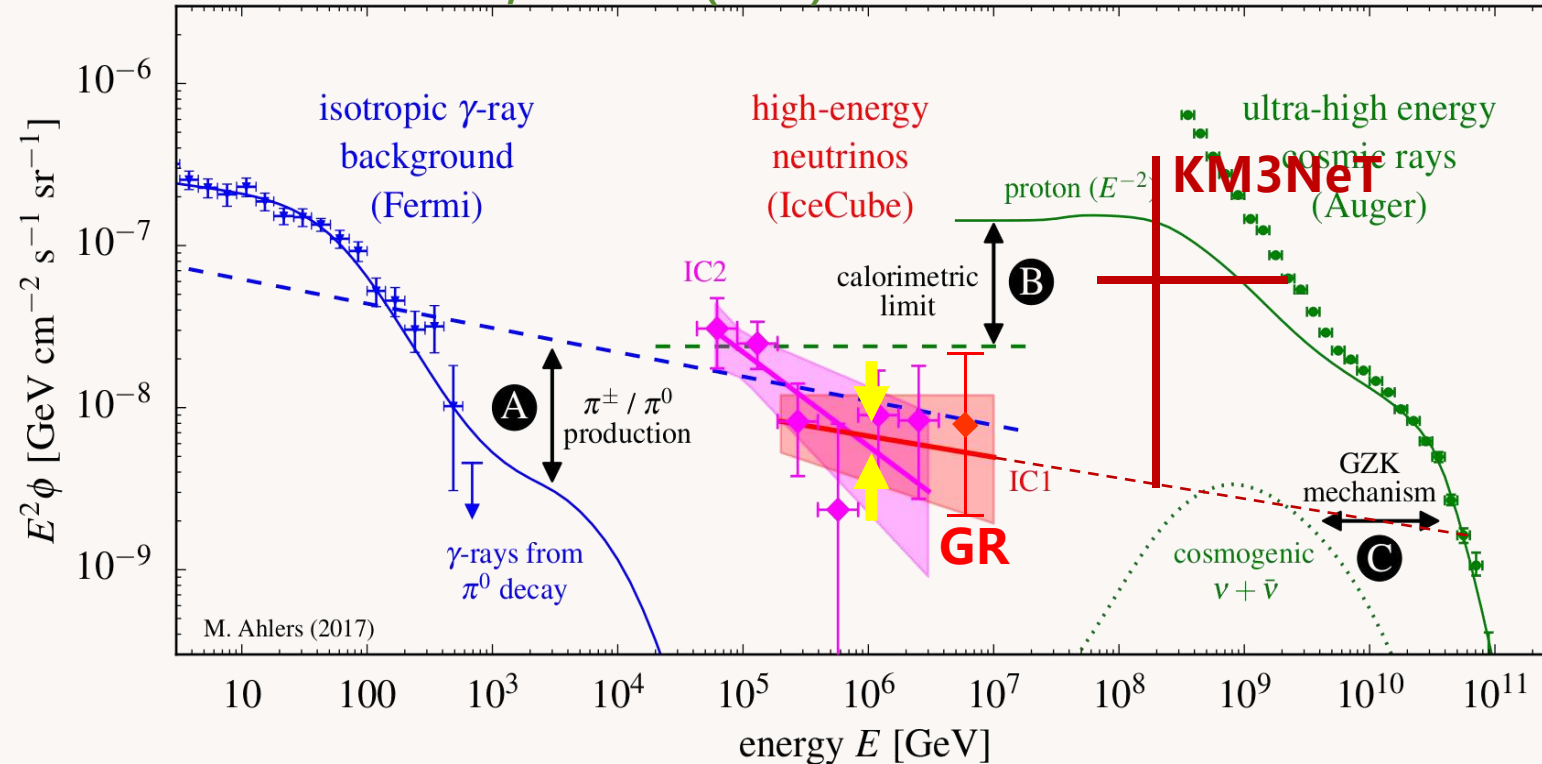 E²ϕ [GeV cm⁻² s⁻¹ sr⁻¹]
10⁻⁶
10⁻⁷
10⁻⁸
10⁻⁹
isotropic γ-ray
background
(Fermi)
high-energy
neutrinos
(IceCube)
ultra-high energy
cosmic rays
(Auger)
KM3NeT
proton (E⁻²)
calorimetric
limit
B
IC2
A
π± / π⁰
production
IC1
GR
GZK
mechanism
C
γ-rays from
π⁰ decay
cosmogenic
ν + ν̄
M. Ahlers (2017)
10
100
10³
10⁴
10⁵
10⁶
10⁷
10⁸
10⁹
10¹⁰
10¹¹
energy E [GeV]